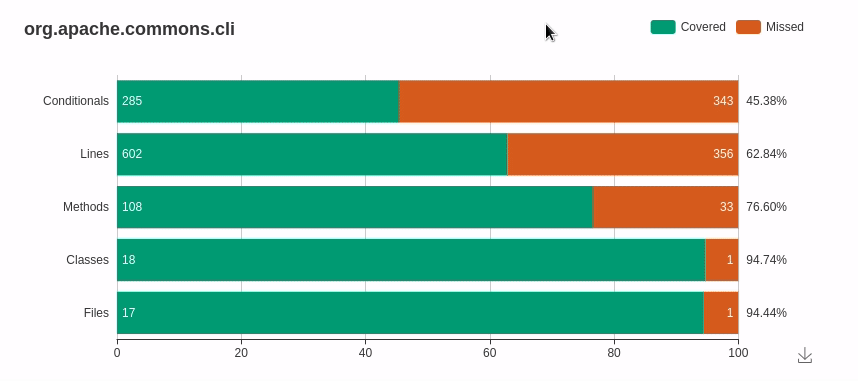 org.apache.commons.cli
Covered Missed
Conditionals 285 343 45.38%
Lines 602 356 62.84%
Methods 108 33 76.60%
Classes 18 1 94.74%
Files 17 1 94.44%
0 20 40 60 80 100